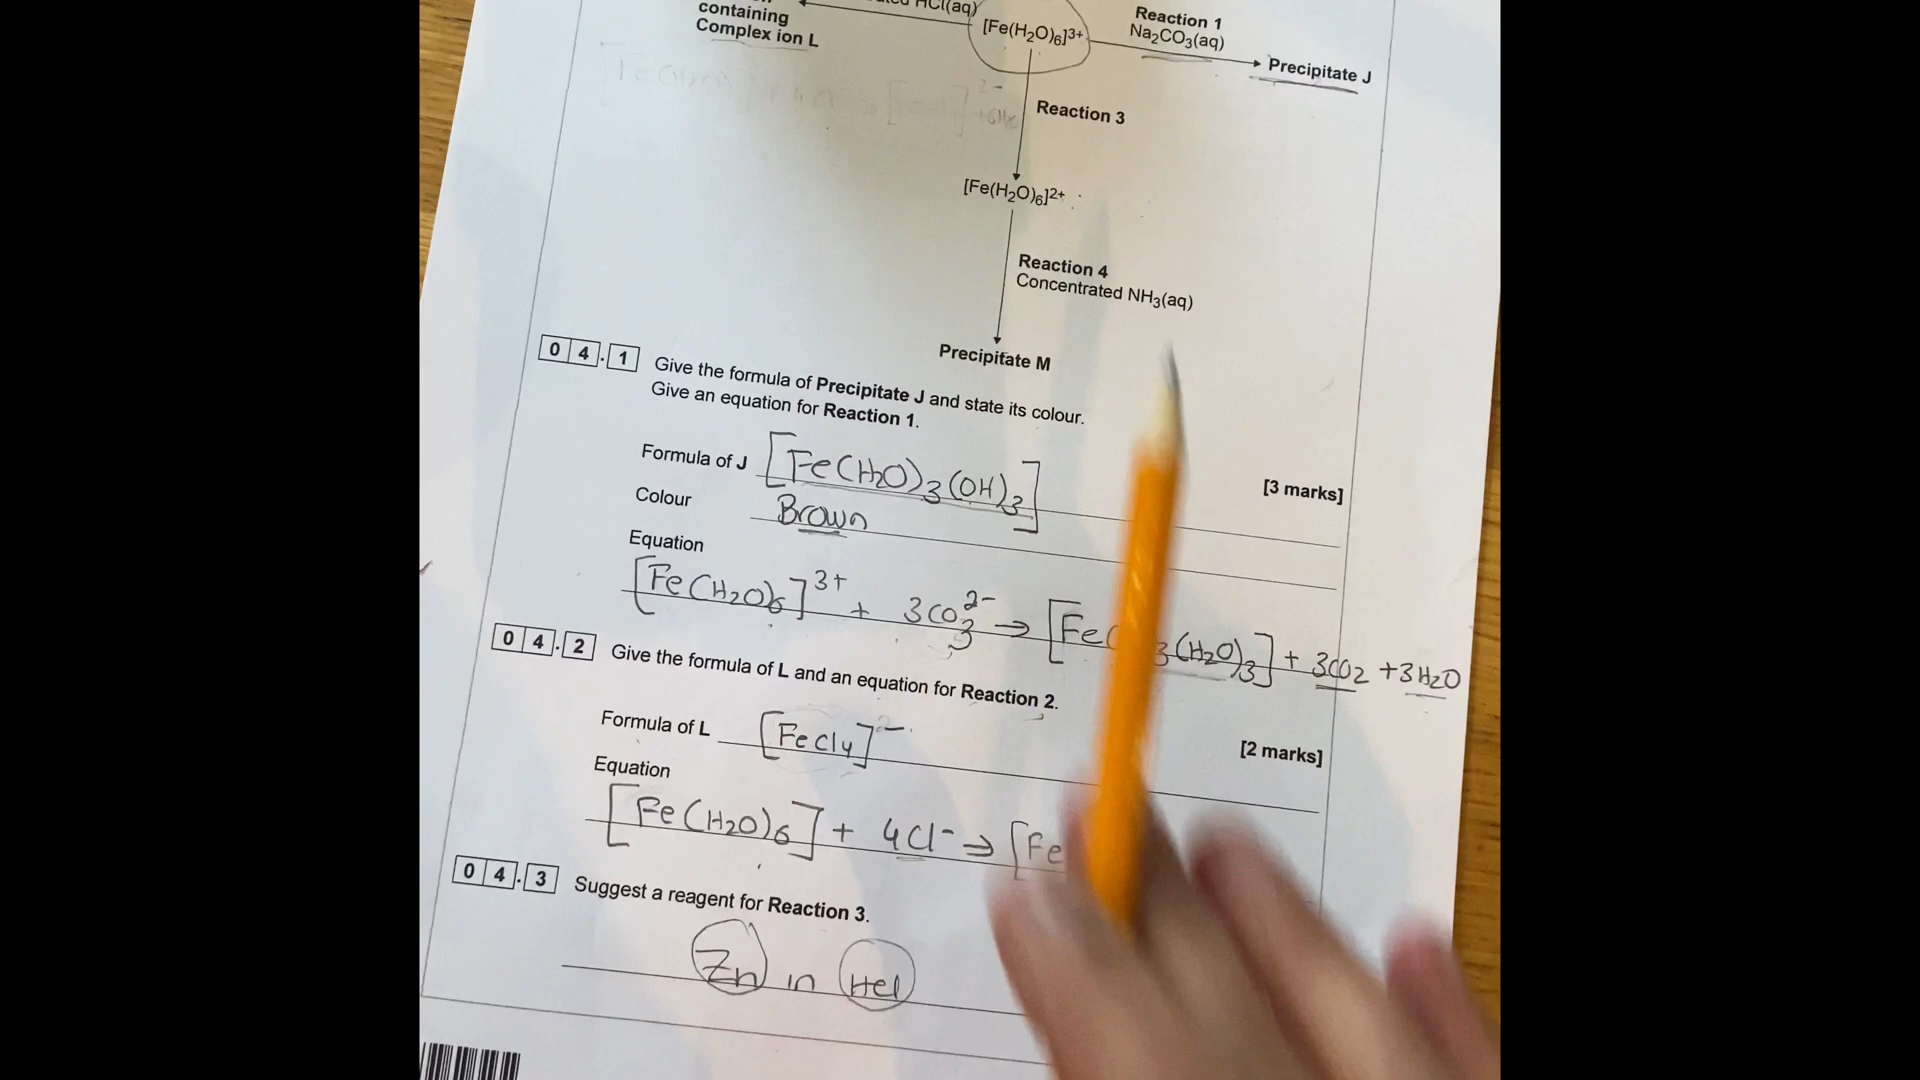 HCl(aq)
containing
Complex ion L
[Fe(H2O)6]3+
Reaction 1
Na2CO3(aq)
Precipitate J
Reaction 3
[Fe(H2O)6]2+
Reaction 4
Concentrated NH3(aq)
Precipitate M
0 4 . 1 Give the formula of Precipitate J and state its colour.
Give an equation for Reaction 1.
[3 marks]
Formula of J [Fe(H2O)3(OH)3]
Colour Brown
Equation
[Fe(H2O)6]3+ + 3CO3 2- → [Fe( 3(H2O)3] + 3CO2 + 3H2O
0 4 . 2 Give the formula of L and an equation for Reaction 2.
[2 marks]
Formula of L [FeCl4]-
Equation
[Fe(H2O)6] + 4Cl- → [Fe
0 4 . 3 Suggest a reagent for Reaction 3.
Zn in HCl